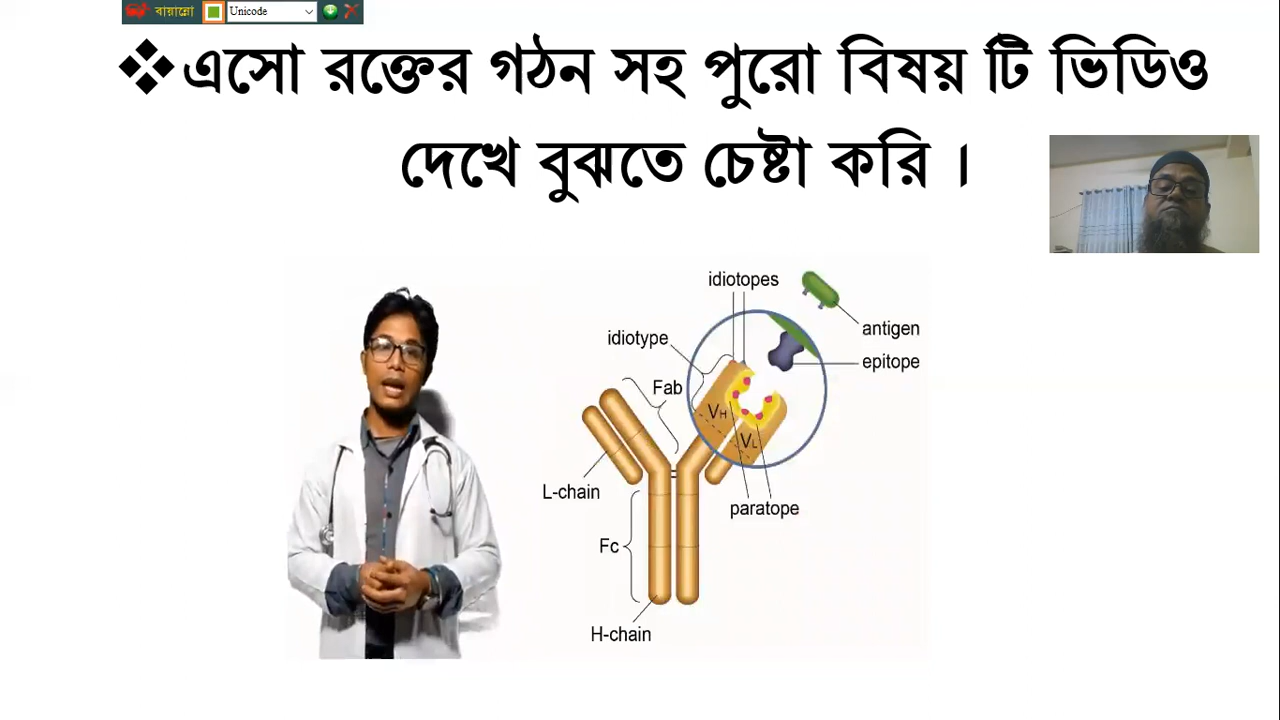 বায়ান্নো Unicode
❖এসো রক্তের গঠন সহ পুরো বিষয় টি ভিডিও
দেখে বুঝতে চেষ্টা করি ।
idiotopes
antigen
idiotype
epitope
Fab
VH
VL
L-chain
paratope
Fc
H-chain